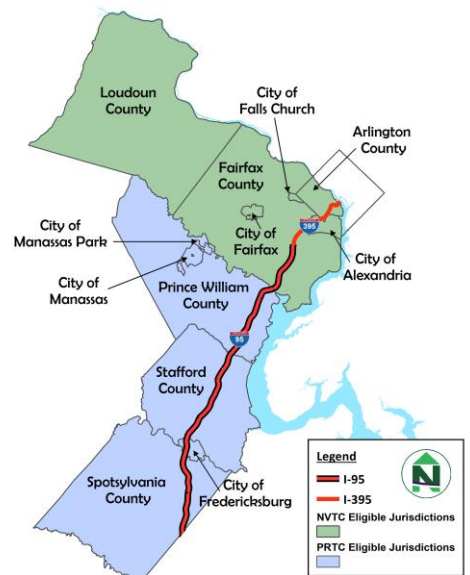 Loudoun
County
City of
Falls Church
Arlington
County
Fairfax
County
395
City of
Manassas Park
City of
Fairfax
City of
Alexandria
City of
Manassas
Prince William
County
95
Stafford
County
Spotsylvania
County
City of
Fredericksburg
Legend
I-95
I-395
NVTC Eligible Jurisdictions
PRTC Eligible Jurisdictions
N